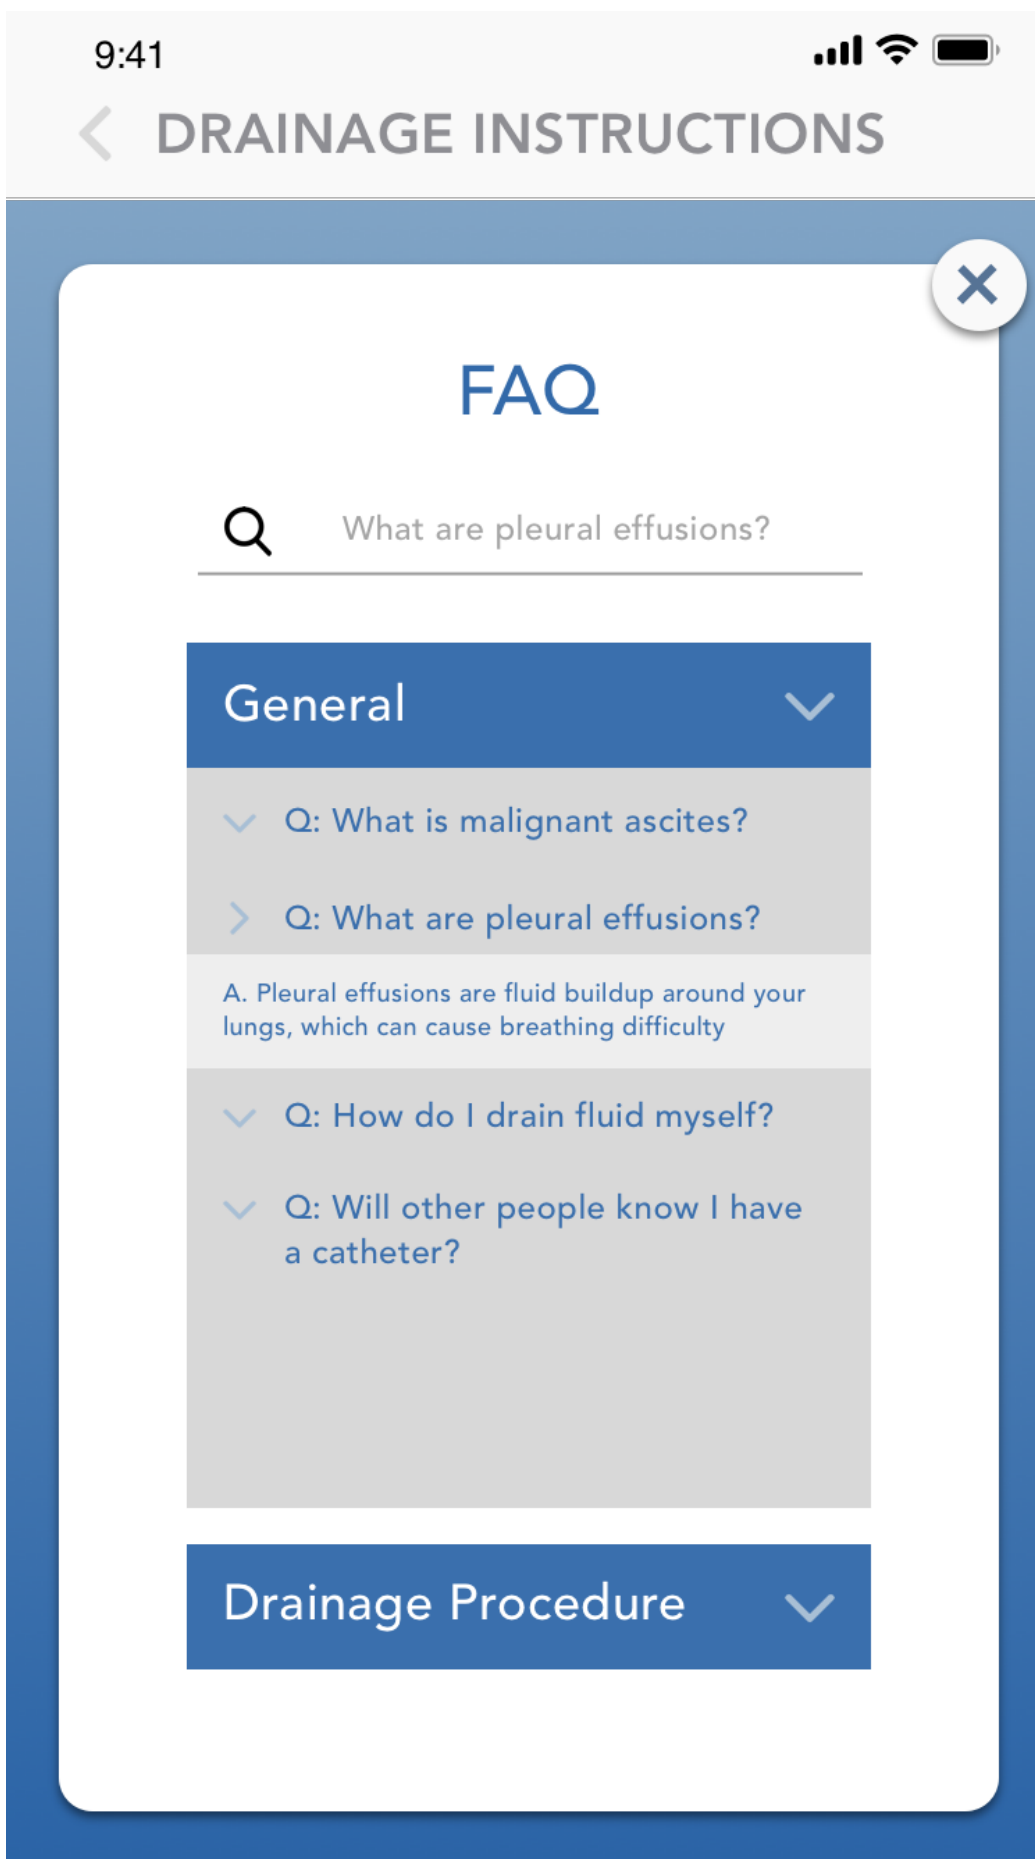 9:41
DRAINAGE INSTRUCTIONS
FAQ
What are pleural effusions?
General
Q: What is malignant ascites?
Q: What are pleural effusions?
A. Pleural effusions are fluid buildup around your
lungs, which can cause breathing difficulty
Q: How do I drain fluid myself?
Q: Will other people know I have
a catheter?
Drainage Procedure